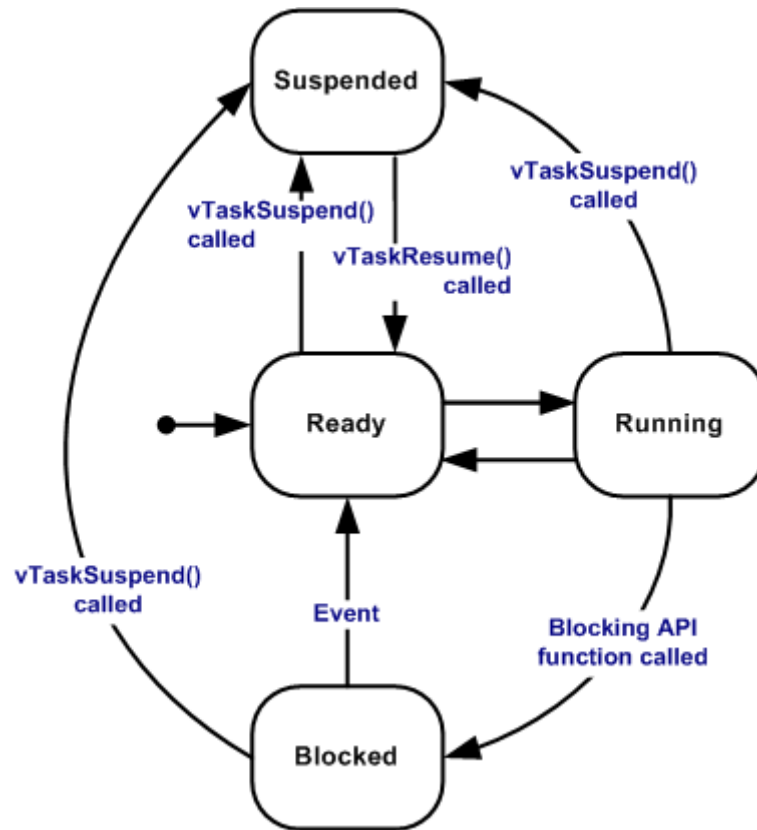 Suspended
vTaskSuspend()
called
vTaskSuspend()
called
vTaskResume()
called
Ready
Running
vTaskSuspend()
called
Event
Blocking API
function called
Blocked